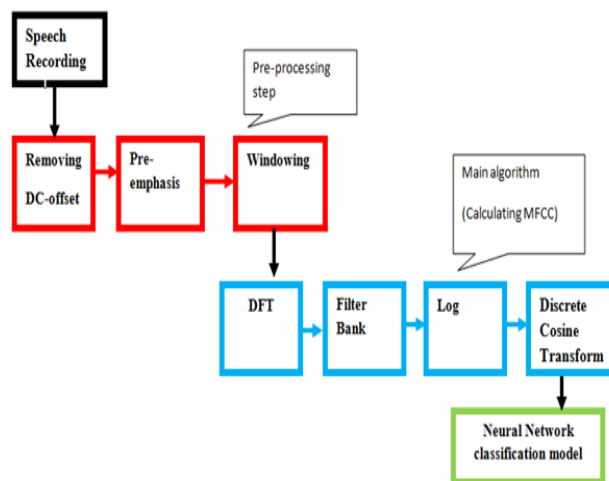 Speech
Recording
Pre-processing
step
Removing
DC-offset
Pre-
emphasis
Windowing
Main algorithm
(Calculating MFCC)
DFT
Filter
Bank
Log
Discrete
Cosine
Transform
Neural Network
classification model